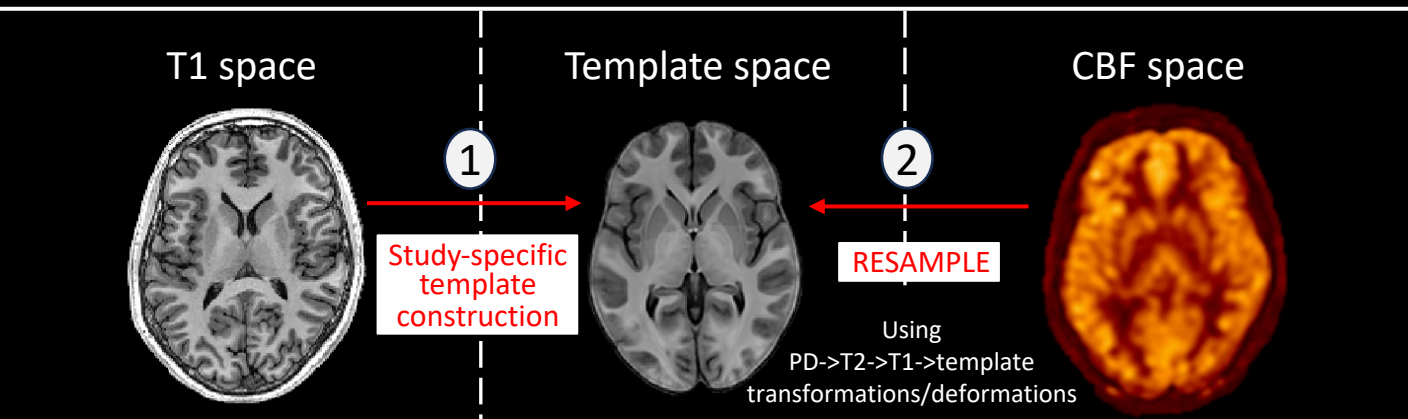 T1 space
Template space
CBF space
1
2
Study-specific
template
construction
RESAMPLE
Using
PD->T2->T1->template
transformations/deformations